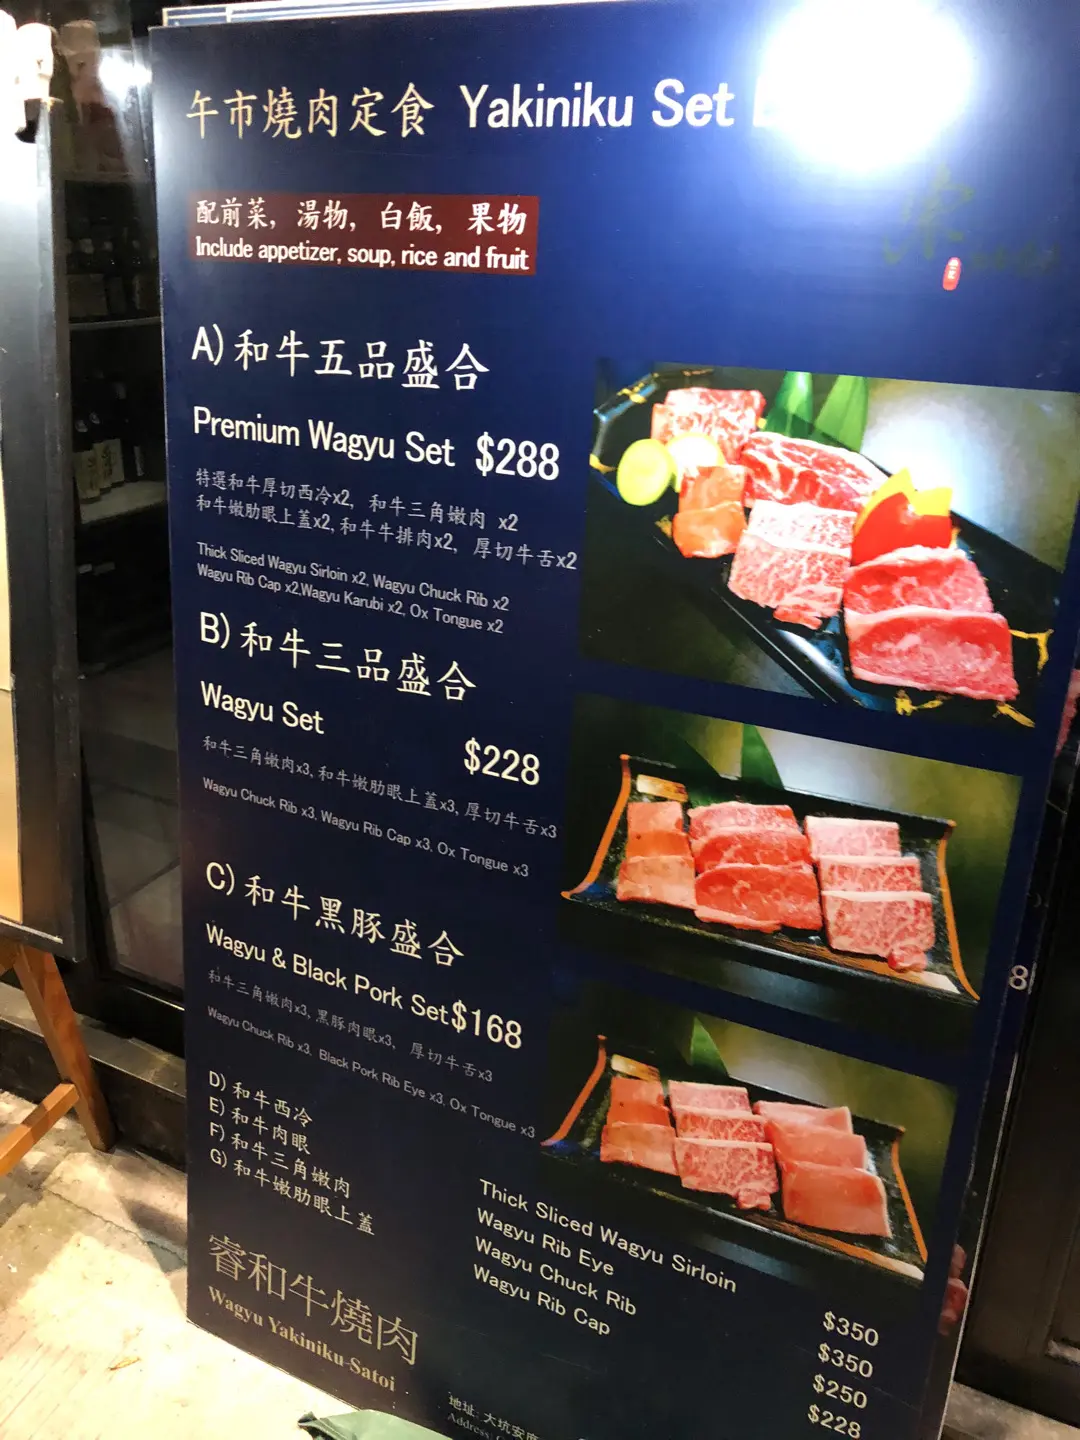 午市燒肉定食 Yakiniku Set
配前菜, 湯物, 白飯, 果物
Include appetizer, soup, rice and fruit
A) 和牛五品盛合
Premium Wagyu Set $288
特選和牛厚切西冷x2, 和牛三角嫩肉 x2
和牛嫩肋眼上蓋x2, 和牛牛排肉x2, 厚切牛舌x2
Thick Sliced Wagyu Sirloin x2, Wagyu Chuck Rib x2
Wagyu Rib Cap x2,Wagyu Karubi x2, Ox Tongue x2
B) 和牛三品盛合
Wagyu Set $228
和牛三角嫩肉x3, 和牛嫩肋眼上蓋x3, 厚切牛舌x3
Wagyu Chuck Rib x3, Wagyu Rib Cap x3, Ox Tongue x3
C) 和牛黑豚盛合
Wagyu & Black Pork Set $168
和牛三角嫩肉x3, 黑豚肉眼x3, 厚切牛舌x3
Wagyu Chuck Rib x3, Black Pork Rib Eye x3, Ox Tongue x3
D) 和牛西冷 Thick Sliced Wagyu Sirloin $350
E) 和牛肉眼 Wagyu Rib Eye $350
F) 和牛三角嫩肉 Wagyu Chuck Rib $250
G) 和牛嫩肋眼上蓋 Wagyu Rib Cap $228
睿和牛燒肉
Wagyu Yakiniku-Satoi
地址: 大坑安庶
Address:
8